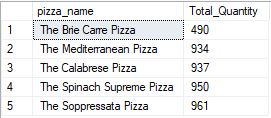 pizza_name Total_Quantity
1 The Brie Carre Pizza 490
2 The Mediterranean Pizza 934
3 The Calabrese Pizza 937
4 The Spinach Supreme Pizza 950
5 The Soppressata Pizza 961